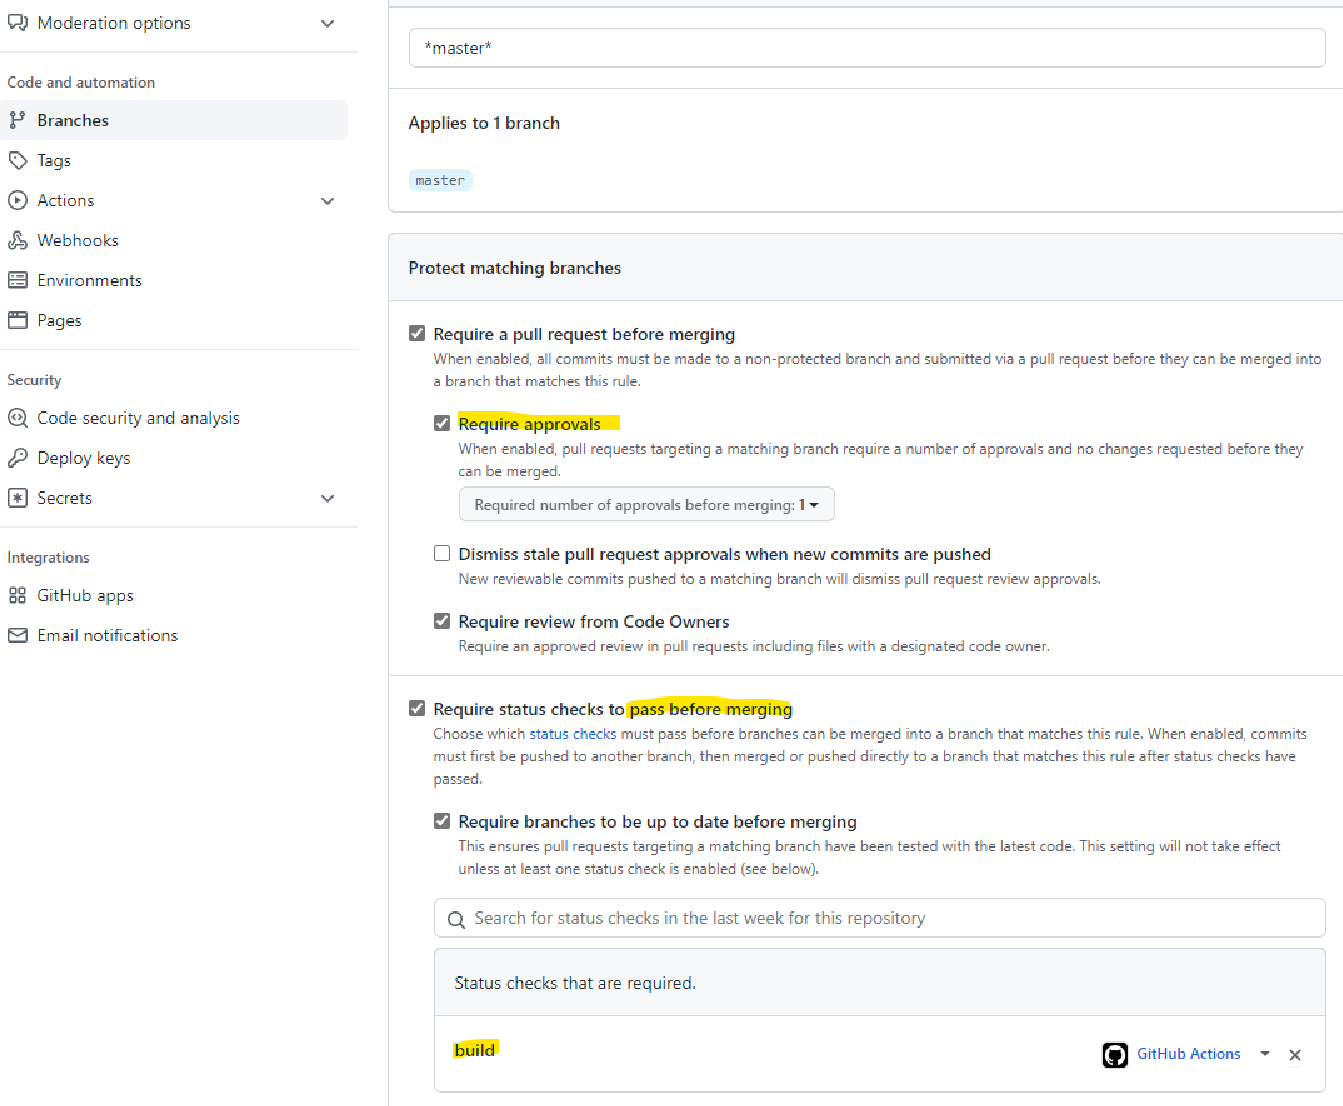 Moderation options
Code and automation
Branches
Tags
Actions
Webhooks
Environments
Pages
Security
Code security and analysis
Deploy keys
Secrets
Integrations
GitHub apps
Email notifications
*master*
Applies to 1 branch
master
Protect matching branches
Require a pull request before merging
When enabled, all commits must be made to a non-protected branch and submitted via a pull request before they can be merged into
a branch that matches this rule.
Require approvals
When enabled, pull requests targeting a matching branch require a number of approvals and no changes requested before they
can be merged.
Required number of approvals before merging: 1
Dismiss stale pull request approvals when new commits are pushed
New reviewable commits pushed to a matching branch will dismiss pull request review approvals.
Require review from Code Owners
Require an approved review in pull requests including files with a designated code owner.
Require status checks to pass before merging
Choose which status checks must pass before branches can be merged into a branch that matches this rule. When enabled, commits
must first be pushed to another branch, then merged or pushed directly to a branch that matches this rule after status checks have
passed.
Require branches to be up to date before merging
This ensures pull requests targeting a matching branch have been tested with the latest code. This setting will not take effect
unless at least one status check is enabled (see below).
Search for status checks in the last week for this repository
Status checks that are required.
build
GitHub Actions